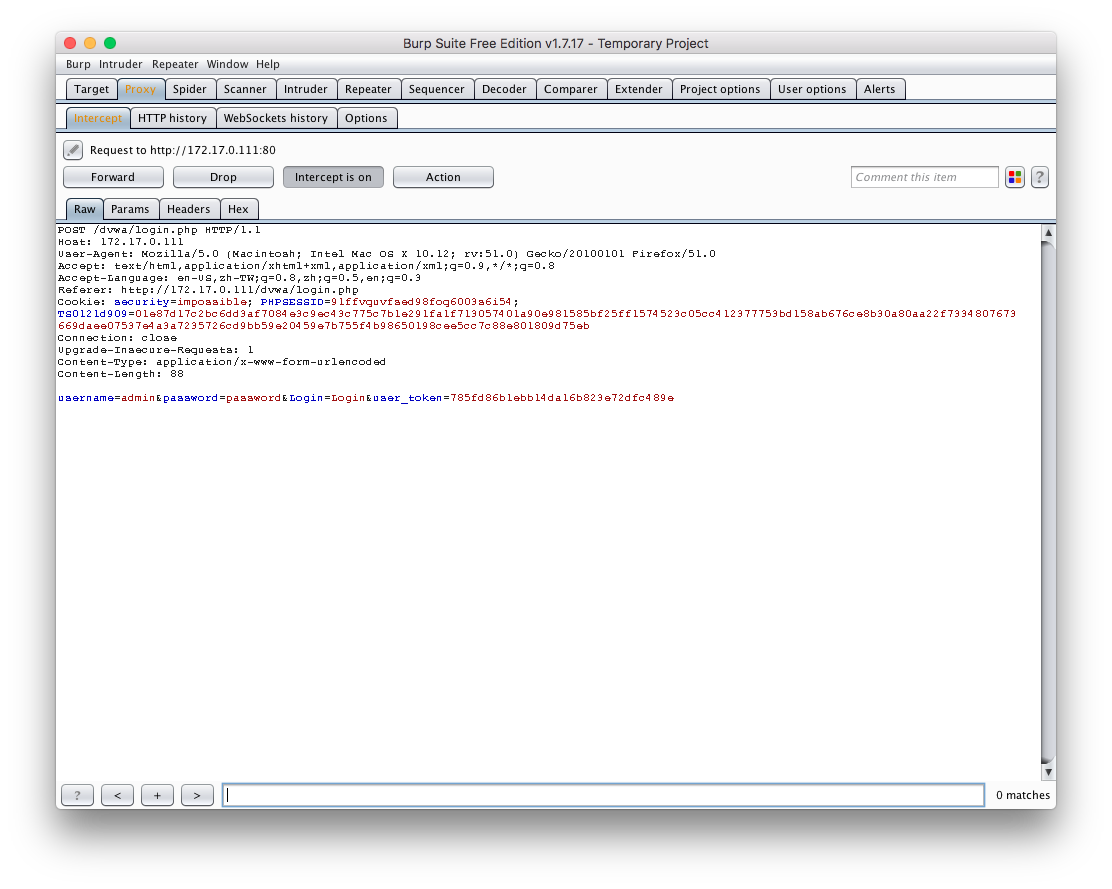 Burp Suite Free Edition v1.7.17 - Temporary Project
Burp Intruder Repeater Window Help
Target Proxy Spider Scanner Intruder Repeater Sequencer Decoder Comparer Extender Project options User options Alerts
Intercept HTTP history WebSockets history Options
Request to http://172.17.0.111:80
Forward Drop Intercept is on Action Comment this item ?
Raw Params Headers Hex
POST /dvwa/login.php HTTP/1.1
Host: 172.17.0.111
User-Agent: Mozilla/5.0 (Macintosh; Intel Mac OS X 10.12; rv:51.0) Gecko/20100101 Firefox/51.0
Accept: text/html,application/xhtml+xml,application/xml;q=0.9,*/*;q=0.8
Accept-Language: en-US,zh-TW;q=0.8,zh;q=0.5,en;q=0.3
Referer: http://172.17.0.111/dvwa/login.php
Cookie: security=impossible; PHPSESSID=91ffvquvfaed98foq6003a6i54;
TS0121d909=01e87d17c2bc6dd3af7084e3c9ec43c775c7b1e291fa1f713057401a90e981585bf25ff1574523c05cc412377753bd158ab676ce8b30a80aa22f7334807673
669daee07537e4a3a7235726cd9bb59e20459e7b755f4b98650198cee5cc7c88e801809d75eb
Connection: close
Upgrade-Insecure-Requests: 1
Content-Type: application/x-www-form-urlencoded
Content-Length: 88
username=admin&password=password&Login=Login&user_token=785fd86b1ebb14da16b823e72dfc489e
? < + > 0 matches